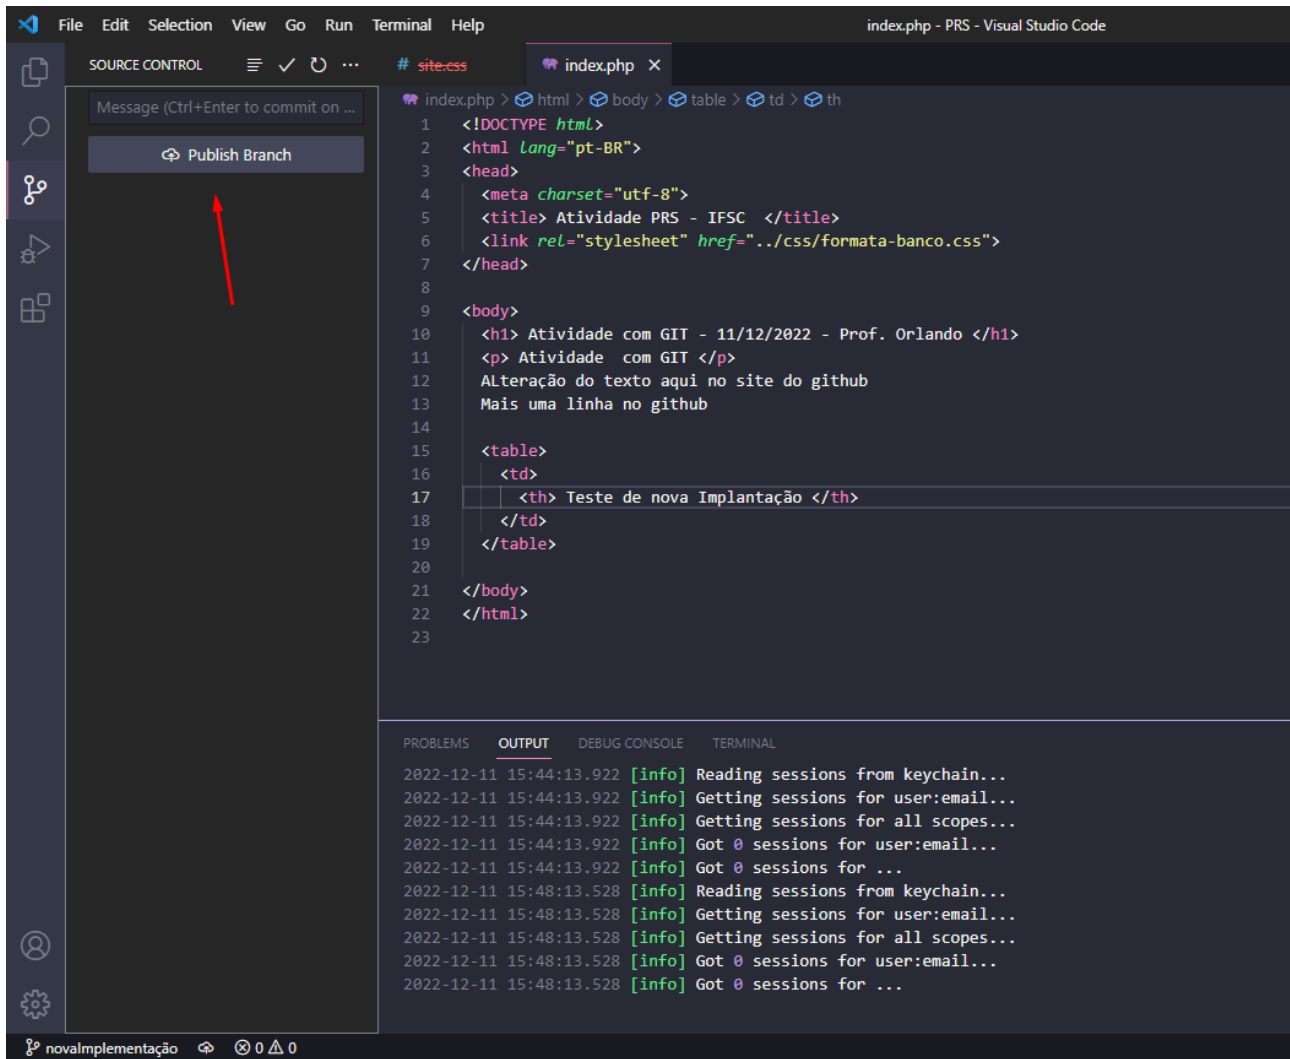 File Edit Selection View Go Run Terminal Help
index.php - PRS - Visual Studio Code
SOURCE CONTROL
Message (Ctrl+Enter to commit on ...
Publish Branch
# site.css
index.php
index.php > html > body > table > td > th
1 <!DOCTYPE html>
2 <html lang="pt-BR">
3 <head>
4 <meta charset="utf-8">
5 <title> Atividade PRS - IFSC </title>
6 <link rel="stylesheet" href="../css/formata-banco.css">
7 </head>
8
9 <body>
10 <h1> Atividade com GIT - 11/12/2022 - Prof. Orlando </h1>
11 <p> Atividade  com GIT </p>
12 ALteração do texto aqui no site do github
13 Mais uma linha no github
14
15 <table>
16 <td>
17 <th> Teste de nova Implantação </th>
18 </td>
19 </table>
20
21 </body>
22 </html>
23
PROBLEMS OUTPUT DEBUG CONSOLE TERMINAL
2022-12-11 15:44:13.922 [info] Reading sessions from keychain...
2022-12-11 15:44:13.922 [info] Getting sessions for user:email...
2022-12-11 15:44:13.922 [info] Getting sessions for all scopes...
2022-12-11 15:44:13.922 [info] Got 0 sessions for user:email...
2022-12-11 15:44:13.922 [info] Got 0 sessions for ...
2022-12-11 15:48:13.528 [info] Reading sessions from keychain...
2022-12-11 15:48:13.528 [info] Getting sessions for user:email...
2022-12-11 15:48:13.528 [info] Getting sessions for all scopes...
2022-12-11 15:48:13.528 [info] Got 0 sessions for user:email...
2022-12-11 15:48:13.528 [info] Got 0 sessions for ...
novaImplementação 0 0